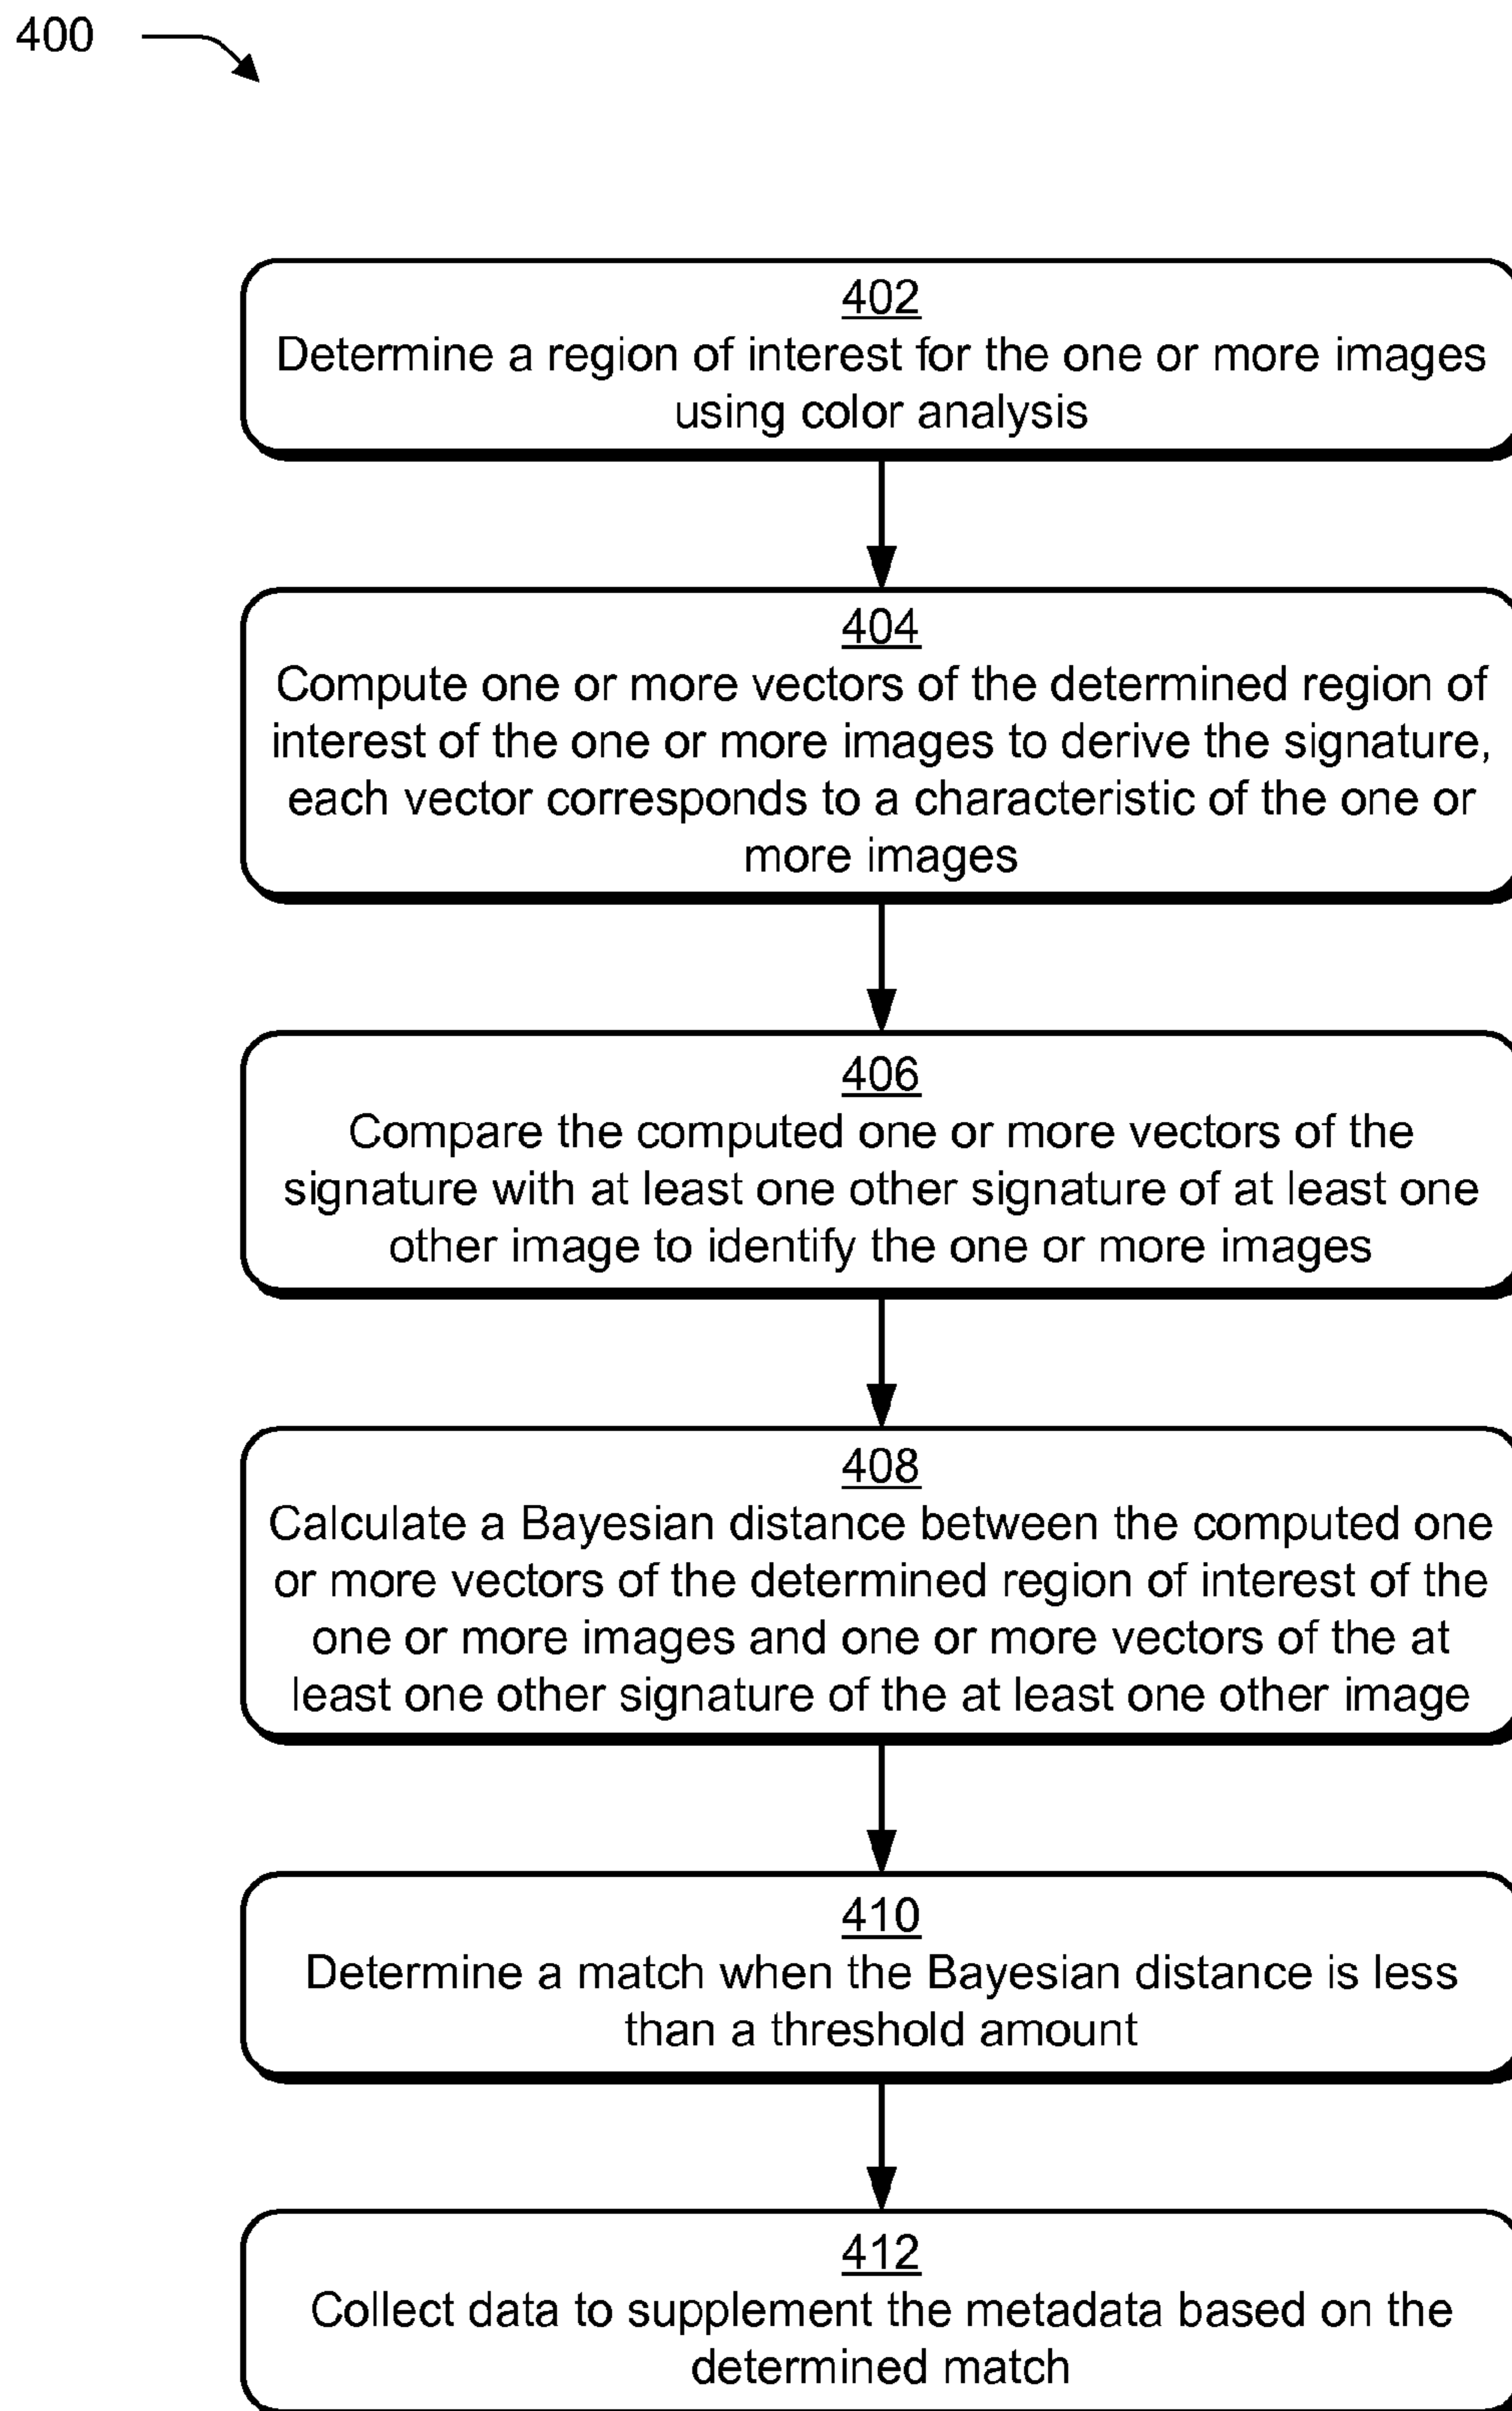 400
402
Determine a region of interest for the one or more images
using color analysis
404
Compute one or more vectors of the determined region of
interest of the one or more images to derive the signature,
each vector corresponds to a characteristic of the one or
more images
406
Compare the computed one or more vectors of the
signature with at least one other signature of at least one
other image to identify the one or more images
408
Calculate a Bayesian distance between the computed one
or more vectors of the determined region of interest of the
one or more images and one or more vectors of the at
least one other signature of the at least one other image
410
Determine a match when the Bayesian distance is less
than a threshold amount
412
Collect data to supplement the metadata based on the
determined match